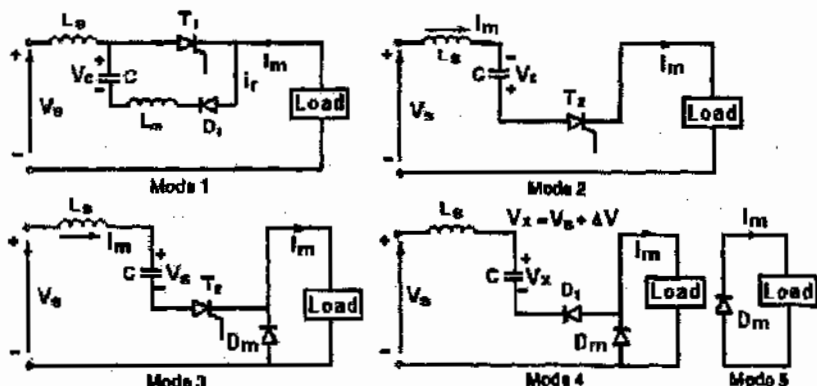 Ls
T1
Im
+
+
Vc
C
-
ir
Vs
Lm
D1
Load
-
Mode 1
Im
Ls
+
-
C
+
Im
T2
Vs
Load
-
Mode 2
Ls
+
Im
+
C
Vs
-
T2
Im
Vs
Load
Dm
-
Mode 3
Ls
Vx = Vs + ΔV
+
+
C
Vx
-
D1
Im
Vs
Load
Dm
-
Mode 4
Im
Load
Dm
Mode 5